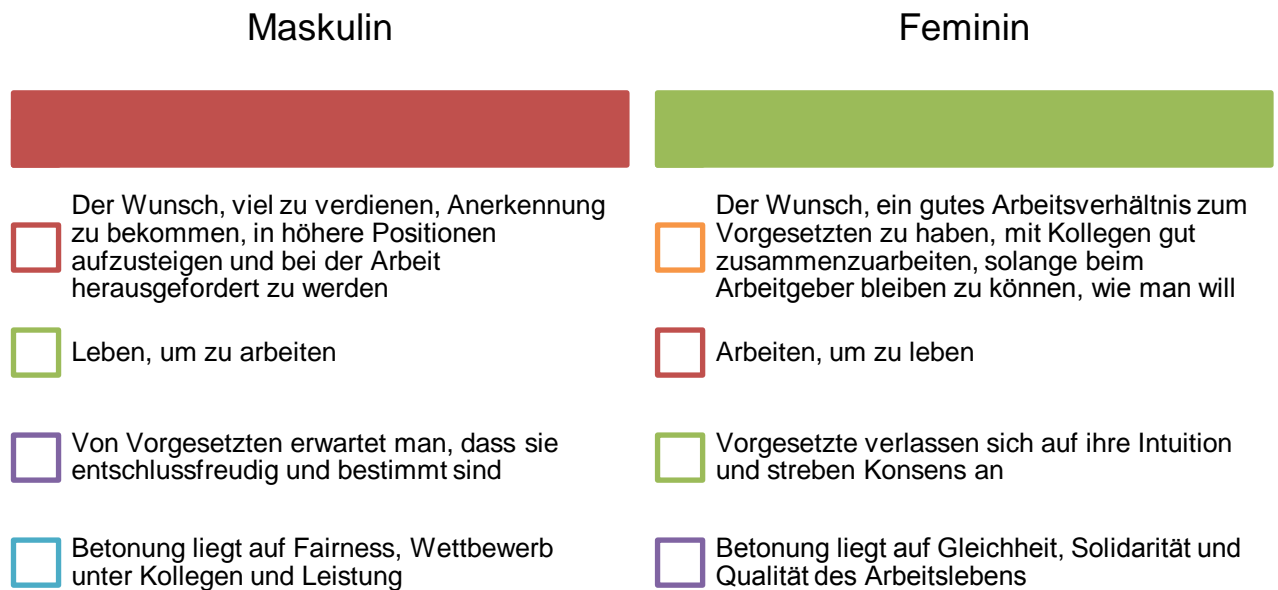 Maskulin
Der Wunsch, viel zu verdienen, Anerkennung
zu bekommen, in höhere Positionen
aufzusteigen und bei der Arbeit
herausgefordert zu werden
Leben, um zu arbeiten
Von Vorgesetzten erwartet man, dass sie
entschlussfreudig und bestimmt sind
Betonung liegt auf Fairness, Wettbewerb
unter Kollegen und Leistung
Feminin
Der Wunsch, ein gutes Arbeitsverhältnis zum
Vorgesetzten zu haben, mit Kollegen gut
zusammenzuarbeiten, solange beim
Arbeitgeber bleiben zu können, wie man will
Arbeiten, um zu leben
Vorgesetzte verlassen sich auf ihre Intuition
und streben Konsens an
Betonung liegt auf Gleichheit, Solidarität und
Qualität des Arbeitslebens